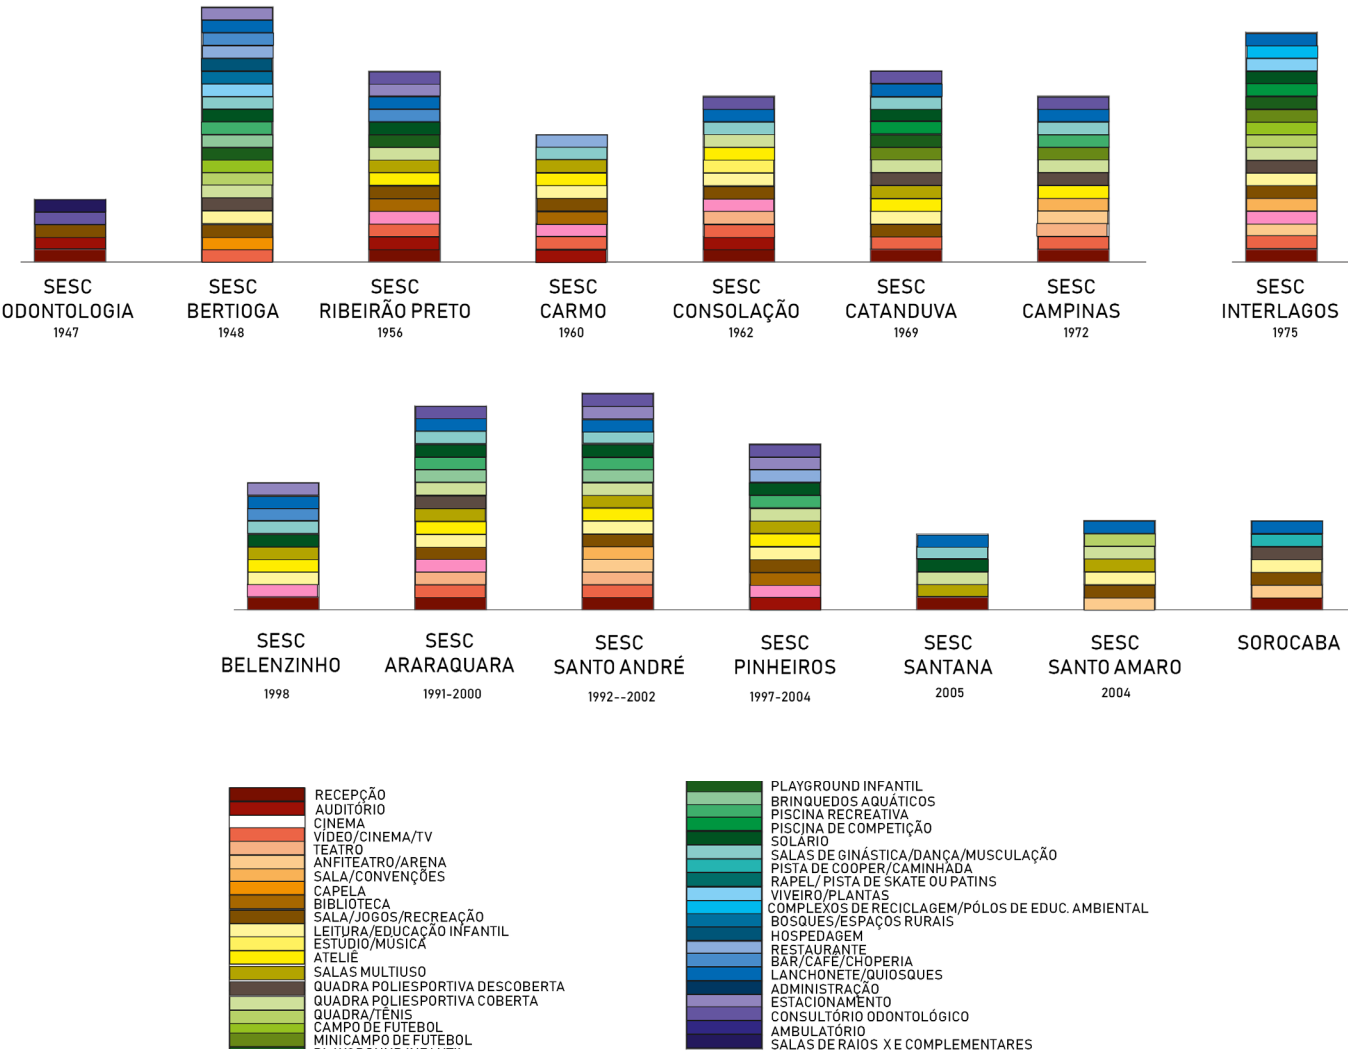 SESC
ODONTOLOGIA
1947
SESC
BERTIOGA
1948
SESC
RIBEIRÃO PRETO
1956
SESC
CARMO
1960
SESC
CONSOLAÇÃO
1962
SESC
CATANDUVA
1969
SESC
CAMPINAS
1972
SESC
INTERLAGOS
1975
SESC
BELENZINHO
1998
SESC
ARARAQUARA
1991-2000
SESC
SANTO ANDRÉ
1992--2002
SESC
PINHEIROS
1997-2004
SESC
SANTANA
2005
SESC
SANTO AMARO
2004
SOROCABA
RECEPÇÃO
AUDITÓRIO
CINEMA
VÍDEO/CINEMA/TV
TEATRO
ANFITEATRO/ARENA
SALA/CONVENÇÕES
CAPELA
BIBLIOTECA
SALA/JOGOS/RECREAÇÃO
LEITURA/EDUCAÇÃO INFANTIL
ESTÚDIO/MÚSICA
ATELIÊ
SALAS MULTIUSO
QUADRA POLIESPORTIVA DESCOBERTA
QUADRA POLIESPORTIVA COBERTA
QUADRA/TÊNIS
CAMPO DE FUTEBOL
MINICAMPO DE FUTEBOL
PLAYGROUND INFANTIL
BRINQUEDOS AQUÁTICOS
PISCINA RECREATIVA
PISCINA DE COMPETIÇÃO
SOLÁRIO
SALAS DE GINÁSTICA/DANÇA/MUSCULAÇÃO
PISTA DE COOPER/CAMINHADA
RAPEL/ PISTA DE SKATE OU PATINS
VIVEIRO/PLANTAS
COMPLEXOS DE RECICLAGEM/PÓLOS DE EDUC. AMBIENTAL
BOSQUES/ESPAÇOS RURAIS
HOSPEDAGEM
RESTAURANTE
BAR/CAFÉ/CHOPERIA
LANCHONETE/QUIOSQUES
ADMINISTRAÇÃO
ESTACIONAMENTO
CONSULTÓRIO ODONTOLÓGICO
AMBULATÓRIO
SALAS DE RAIOS X E COMPLEMENTARES